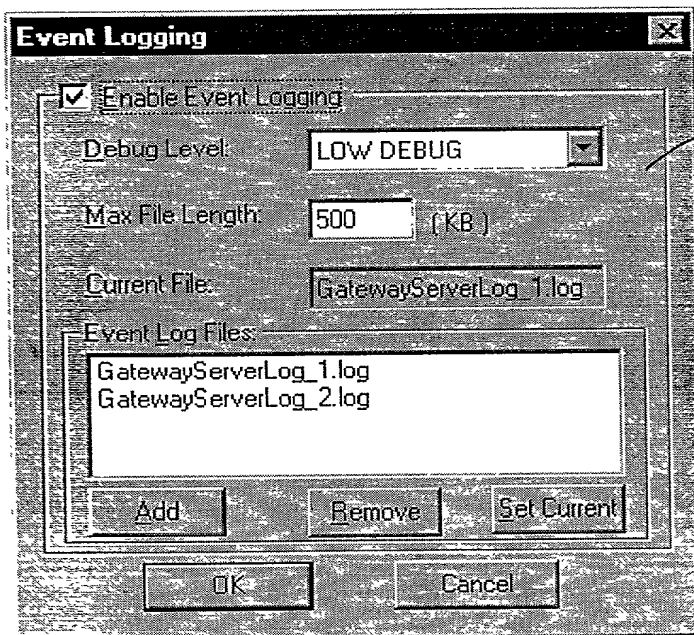 Event Logging
Enable Event Logging
Debug Level: LOW DEBUG
Max File Length: 500 ( KB )
Current File: GatewayServerLog_1.log
Event Log Files:
GatewayServerLog_1.log
GatewayServerLog_2.log
Add Remove Set Current
OK Cancel